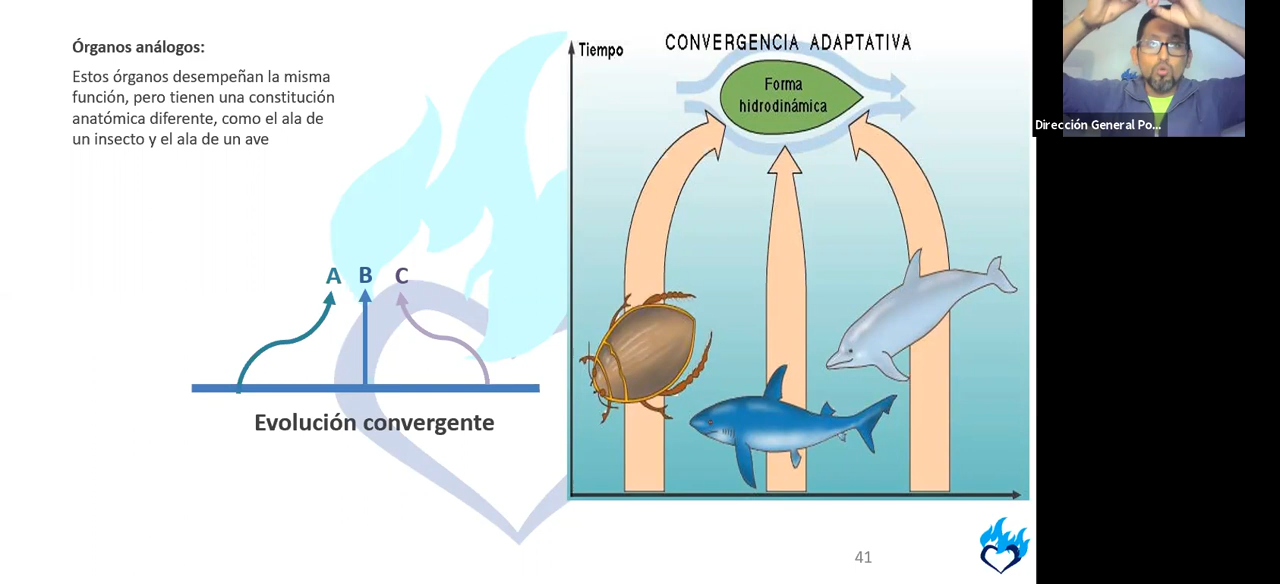 Órganos análogos:
Estos órganos desempeñan la misma
función, pero tienen una constitución
anatómica diferente, como el ala de
un insecto y el ala de un ave
A B C
Evolución convergente
Tiempo
CONVERGENCIA ADAPTATIVA
Forma
hidrodinámica
41
Dirección General Po...